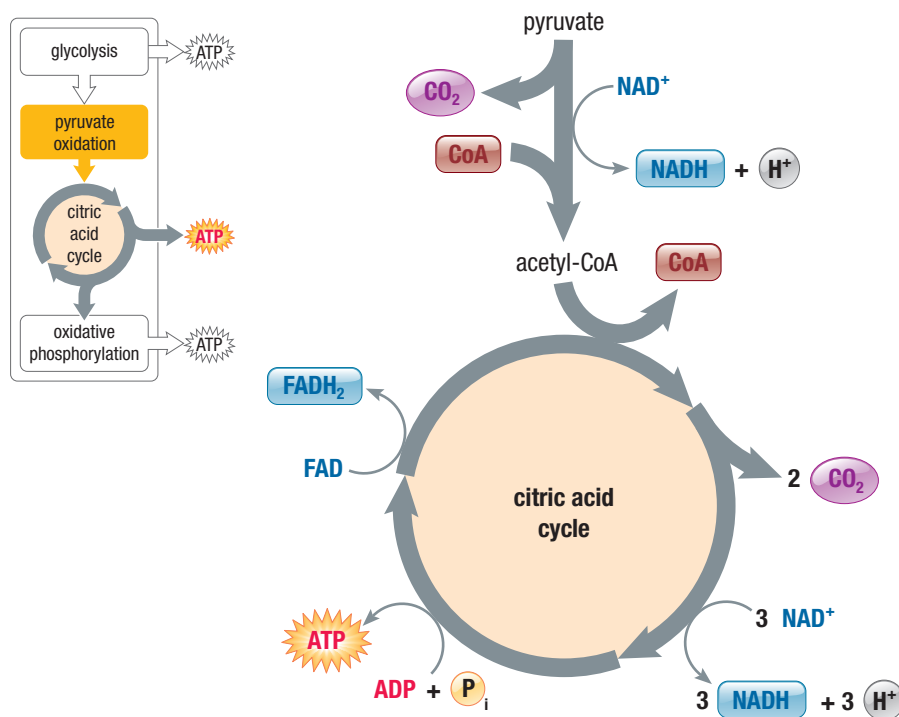 glycolysis
ATP
pyruvate
oxidation
citric
acid
cycle
ATP
oxidative
phosphorylation
ATP
pyruvate
CO₂
NAD⁺
CoA
NADH + H⁺
acetyl-CoA
CoA
FADH₂
FAD
citric acid
cycle
2 CO₂
ATP
ADP + Pᵢ
3 NAD⁺
3 NADH + 3 H⁺